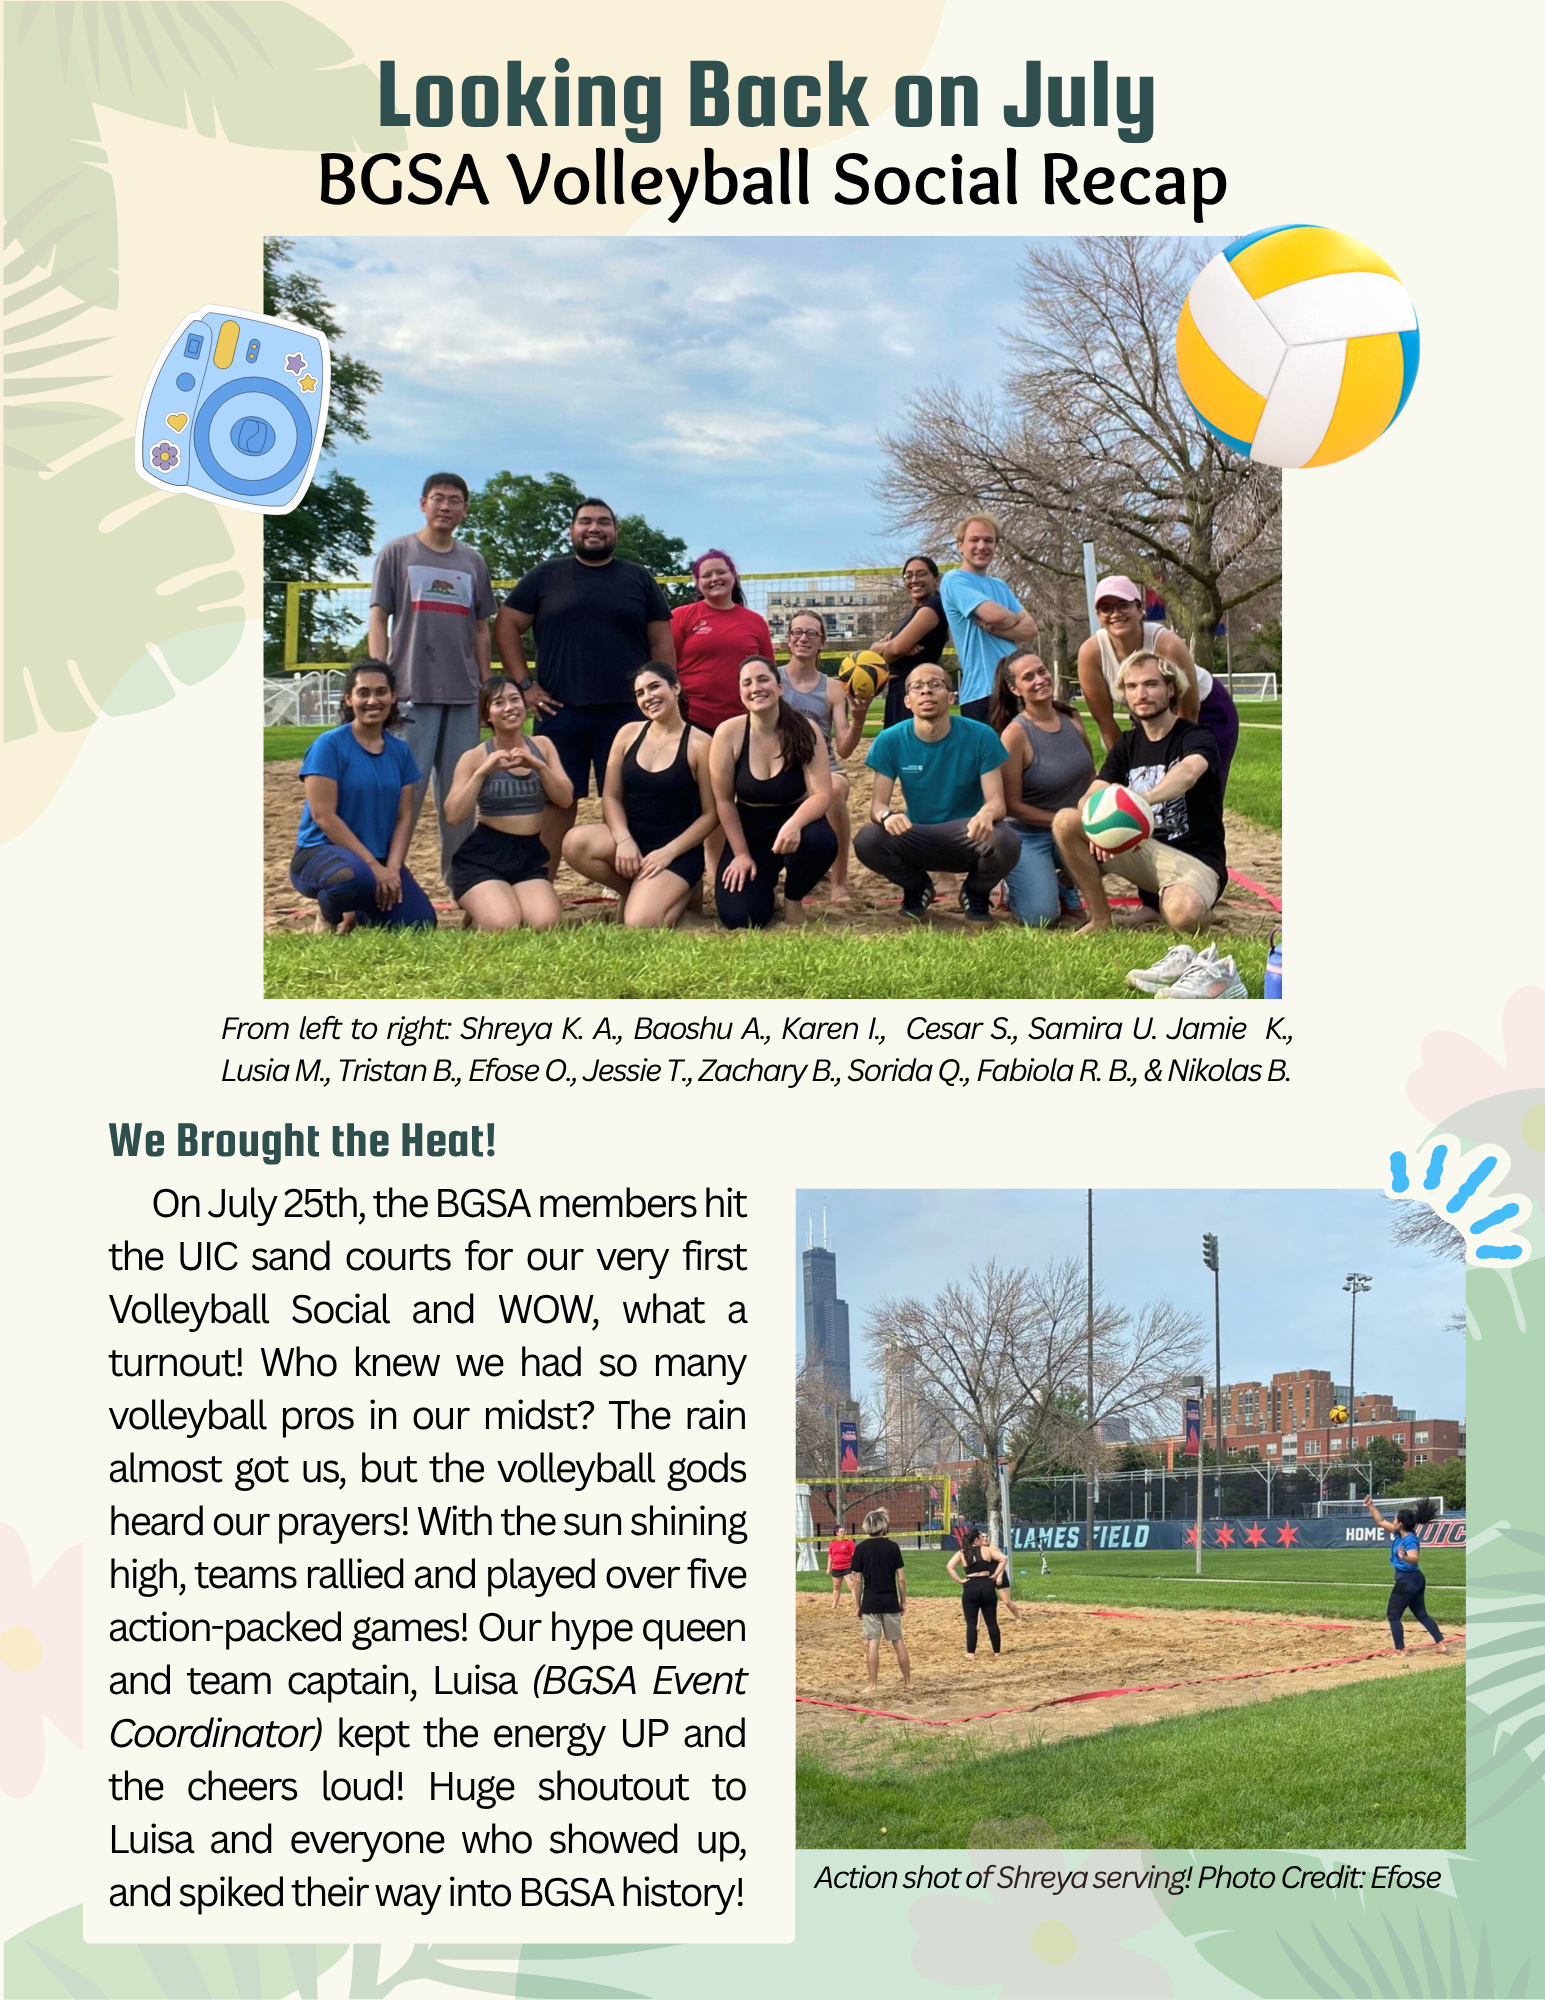 Looking Back on July
BGSA Volleyball Social Recap
From left to right: Shreya K. A., Baoshu A., Karen I., Cesar S., Samira U. Jamie K.,
Lusia M., Tristan B., Efose O., Jessie T., Zachary B., Sorida Q., Fabiola R. B., & Nikolas B.
We Brought the Heat!
On July 25th, the BGSA members hit
the UIC sand courts for our very first
Volleyball Social and WOW, what a
turnout! Who knew we had so many
volleyball pros in our midst? The rain
almost got us, but the volleyball gods
heard our prayers! With the sun shining
high, teams rallied and played over five
action-packed games! Our hype queen
and team captain, Luisa (BGSA Event
Coordinator) kept the energy UP and
the cheers loud! Huge shoutout to
Luisa and everyone who showed up,
and spiked their way into BGSA history!
FLAMES FIELD
HOME
UIC
Action shot of Shreya serving! Photo Credit: Efose